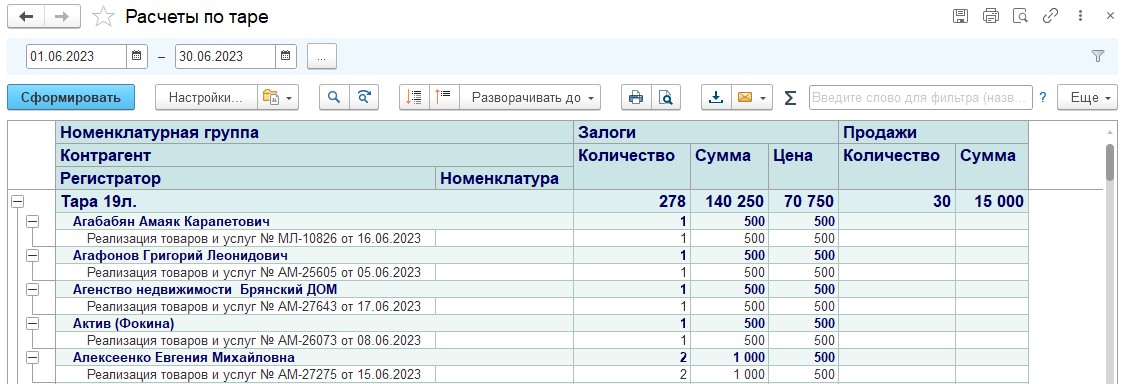 Расчеты по таре
01.06.2023 – 30.06.2023 ...
Сформировать Настройки... Разворачивать до Σ Введите слово для фильтра (назв... ? Еще
Номенклатурная группа Залоги Продажи
Контрагент Количество Сумма Цена Количество Сумма
Регистратор Номенклатура
Тара 19л. 278 140 250 70 750 30 15 000
Агабабян Амаяк Карапетович 1 500 500
Реализация товаров и услуг № МЛ-10826 от 16.06.2023 1 500 500
Агафонов Григорий Леонидович 1 500 500
Реализация товаров и услуг № АМ-25605 от 05.06.2023 1 500 500
Агенство недвижимости Брянский ДОМ 1 500 500
Реализация товаров и услуг № АМ-27643 от 17.06.2023 1 500 500
Актив (Фокина) 1 500 500
Реализация товаров и услуг № АМ-26073 от 08.06.2023 1 500 500
Алексеенко Евгения Михайловна 2 1 000 500
Реализация товаров и услуг № АМ-27275 от 15.06.2023 2 1 000 500